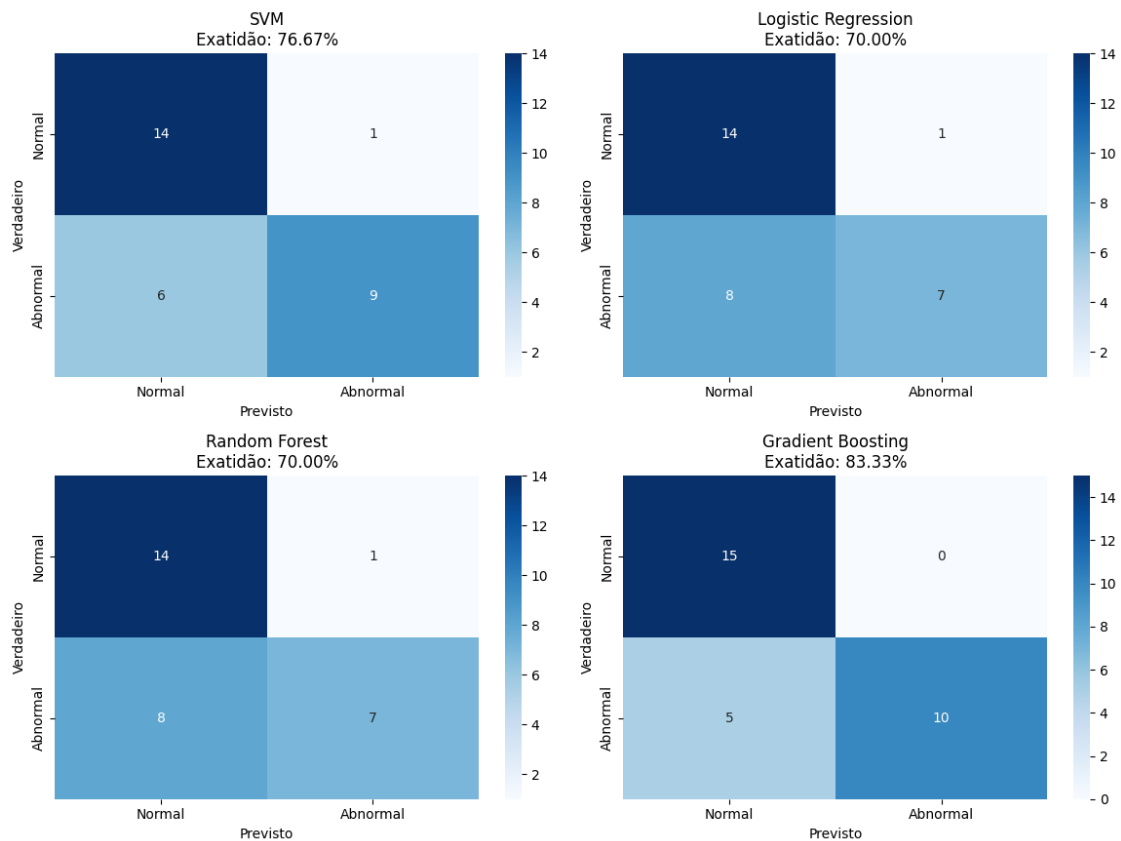 SVM
Exatidão: 76.67%
Normal
Abnormal
Verdadeiro
14
1
6
9
Normal
Abnormal
Previsto
14
12
10
8
6
4
2
Logistic Regression
Exatidão: 70.00%
Normal
Abnormal
Verdadeiro
14
1
8
7
Normal
Abnormal
Previsto
14
12
10
8
6
4
2
Random Forest
Exatidão: 70.00%
Normal
Abnormal
Verdadeiro
14
1
8
7
Normal
Abnormal
Previsto
14
12
10
8
6
4
2
Gradient Boosting
Exatidão: 83.33%
Normal
Abnormal
Verdadeiro
15
0
5
10
Normal
Abnormal
Previsto
14
12
10
8
6
4
2
0